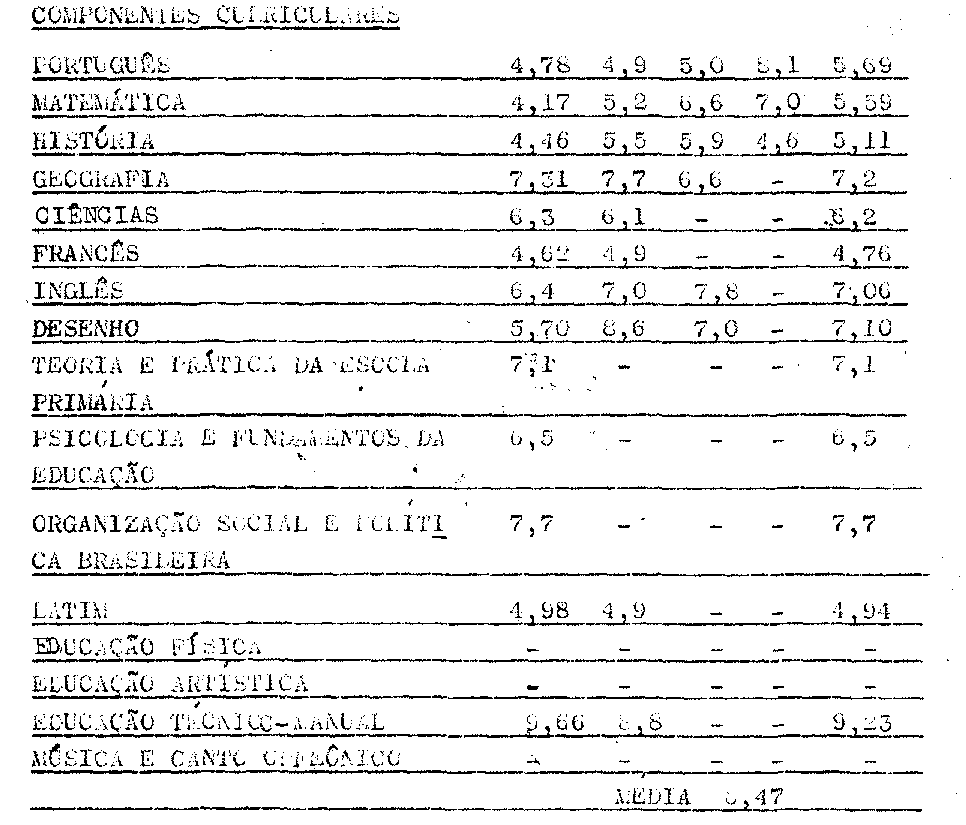 COMPONENTES CURRICULARES
PORTUGUÊS 4,78 4,9 5,0 8,1 5,69
MATEMÁTICA 4,17 5,2 6,6 7,0 5,59
HISTÓRIA 4,46 5,5 5,9 4,6 5,11
GEOGRAFIA 7,31 7,7 6,6 - 7,2
CIÊNCIAS 6,3 6,1 - - 6,2
FRANCÊS 4,62 4,9 - - 4,76
INGLÊS 6,4 7,0 7,8 - 7,06
DESENHO 5,70 8,6 7,0 - 7,10
TEORIA E PRÁTICA DA ESCOLA 7,1 - - - 7,1
PRIMÁRIA
PSICOLOGIA E FUNDAMENTOS DA 6,5 - - - 6,5
EDUCAÇÃO
ORGANIZAÇÃO SOCIAL E POLÍTI 7,7 - - - 7,7
CA BRASILEIRA
LATIM 4,98 4,9 - - 4,94
EDUCAÇÃO FÍSICA - - - - -
EDUCAÇÃO ARTÍSTICA - - - - -
EDUCAÇÃO TÉCNICO-MANUAL 9,66 8,8 - - 9,23
MÚSICA E CANTO ORFEÔNICO - - - - -
MÉDIA 6,47